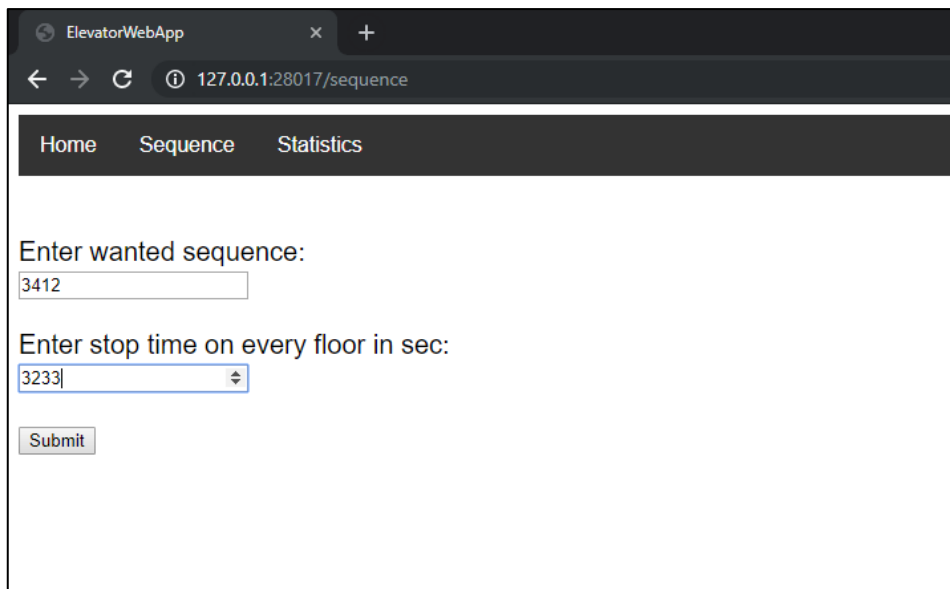 ElevatorWebApp
127.0.0.1:28017/sequence
Home Sequence Statistics
Enter wanted sequence:
3412
Enter stop time on every floor in sec:
3233
Submit